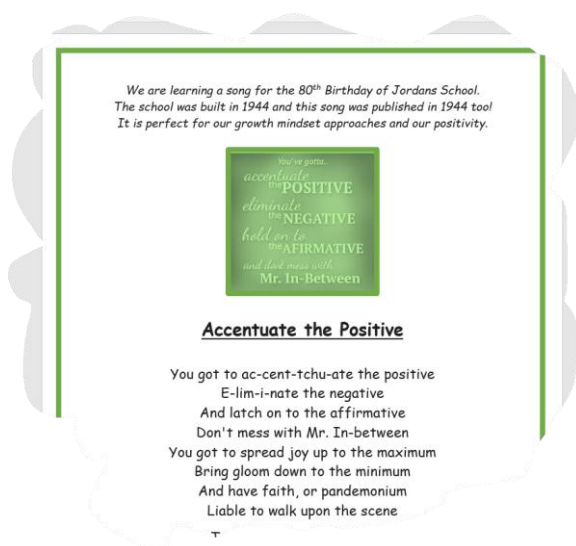 We are learning a song for the 80th Birthday of Jordans School.
The school was built in 1944 and this song was published in 1944 too!
It is perfect for our growth mindset approaches and our positivity.
You've gotta..
accentuate
the POSITIVE
eliminate
the NEGATIVE
hold on to
the AFIRMATIVE
and dont mess with
Mr. In-Between
Accentuate the Positive
You got to ac-cent-tchu-ate the positive
E-lim-i-nate the negative
And latch on to the affirmative
Don't mess with Mr. In-between
You got to spread joy up to the maximum
Bring gloom down to the minimum
And have faith, or pandemonium
Liable to walk upon the scene